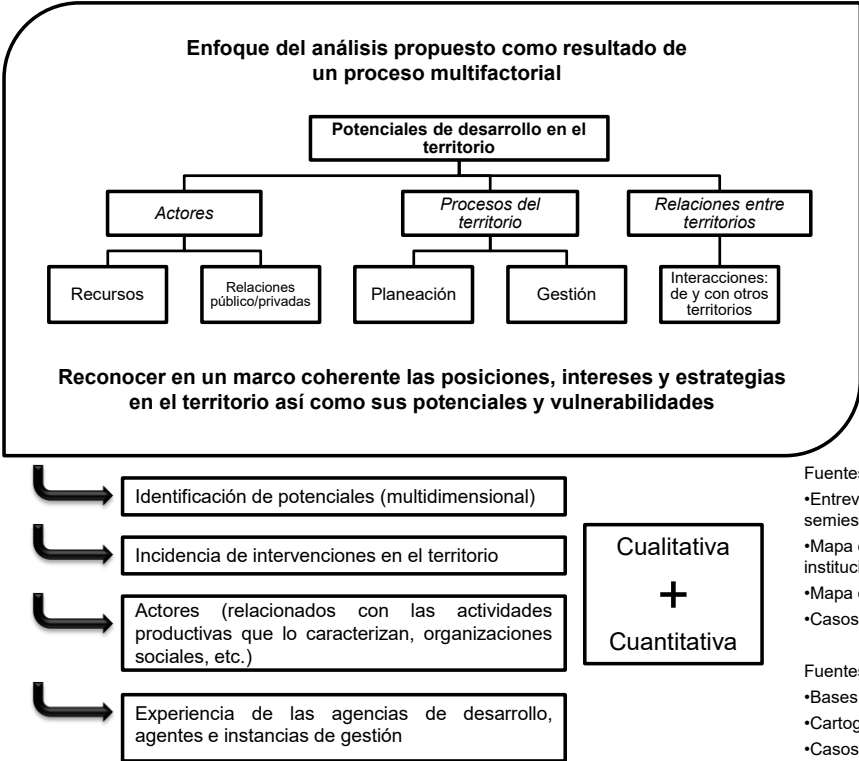 Enfoque del análisis propuesto como resultado de
un proceso multifactorial
Potenciales de desarrollo en el
territorio
Actores
Procesos del
territorio
Relaciones entre
territorios
Recursos
Relaciones
público/privadas
Planeación
Gestión
Interacciones:
de y con otros
territorios
Reconocer en un marco coherente las posiciones, intereses y estrategias
en el territorio así como sus potenciales y vulnerabilidades
Identificación de potenciales (multidimensional)
Incidencia de intervenciones en el territorio
Actores (relacionados con las actividades
productivas que lo caracterizan, organizaciones
sociales, etc.)
Experiencia de las agencias de desarrollo,
agentes e instancias de gestión
Cualitativa
+
Cuantitativa
Fuentes
•Entrev
semies
•Mapa
instituci
•Mapa
•Casos
Fuentes
•Bases
•Cartog
•Casos